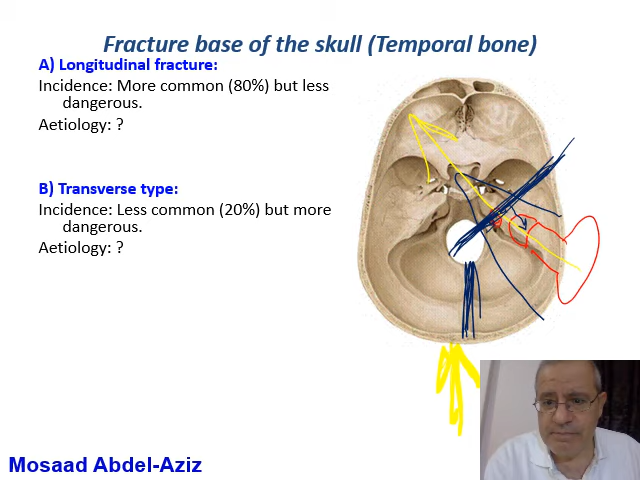 Fracture base of the skull (Temporal bone)
A) Longitudinal fracture:
Incidence: More common (80%) but less
dangerous.
Aetiology: ?
B) Transverse type:
Incidence: Less common (20%) but more
dangerous.
Aetiology: ?
Mosaad Abdel-Aziz